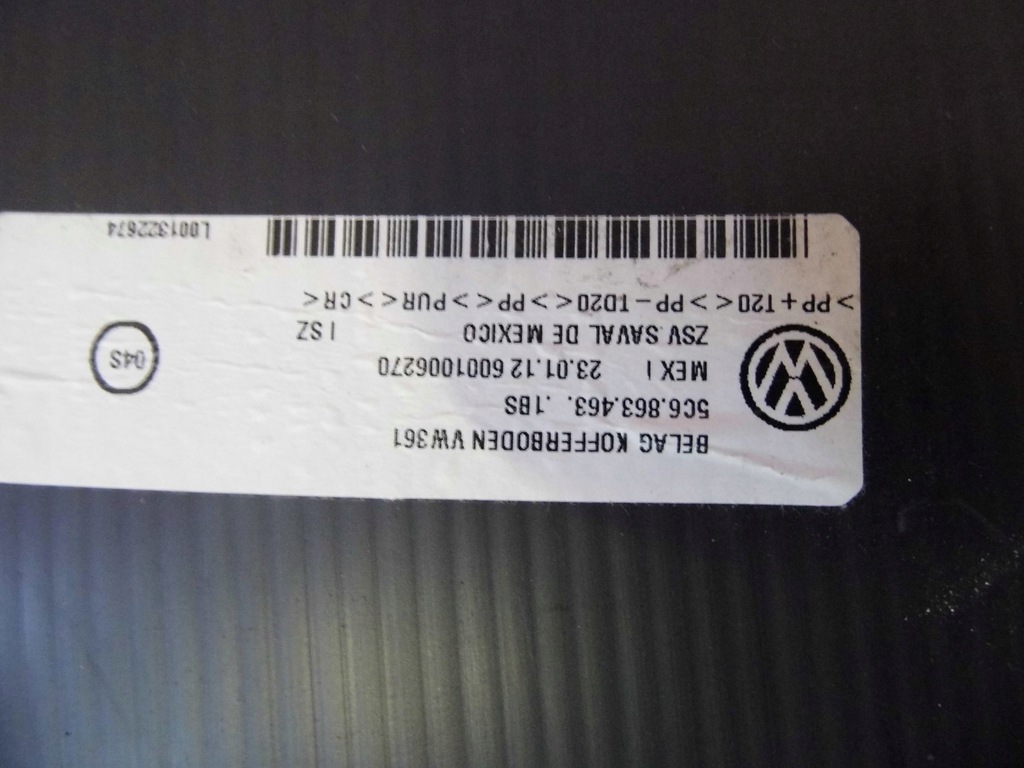 BELAG KOFFERBODEN VW361
5C6.863.463. .1BS
MEX I 23.01.12 6001006270
ZSV SAVAL DE MEXICO I SZ
>PP+T20<>PP-TD20<>PP<>PUR<>CR<
L001322674
04S